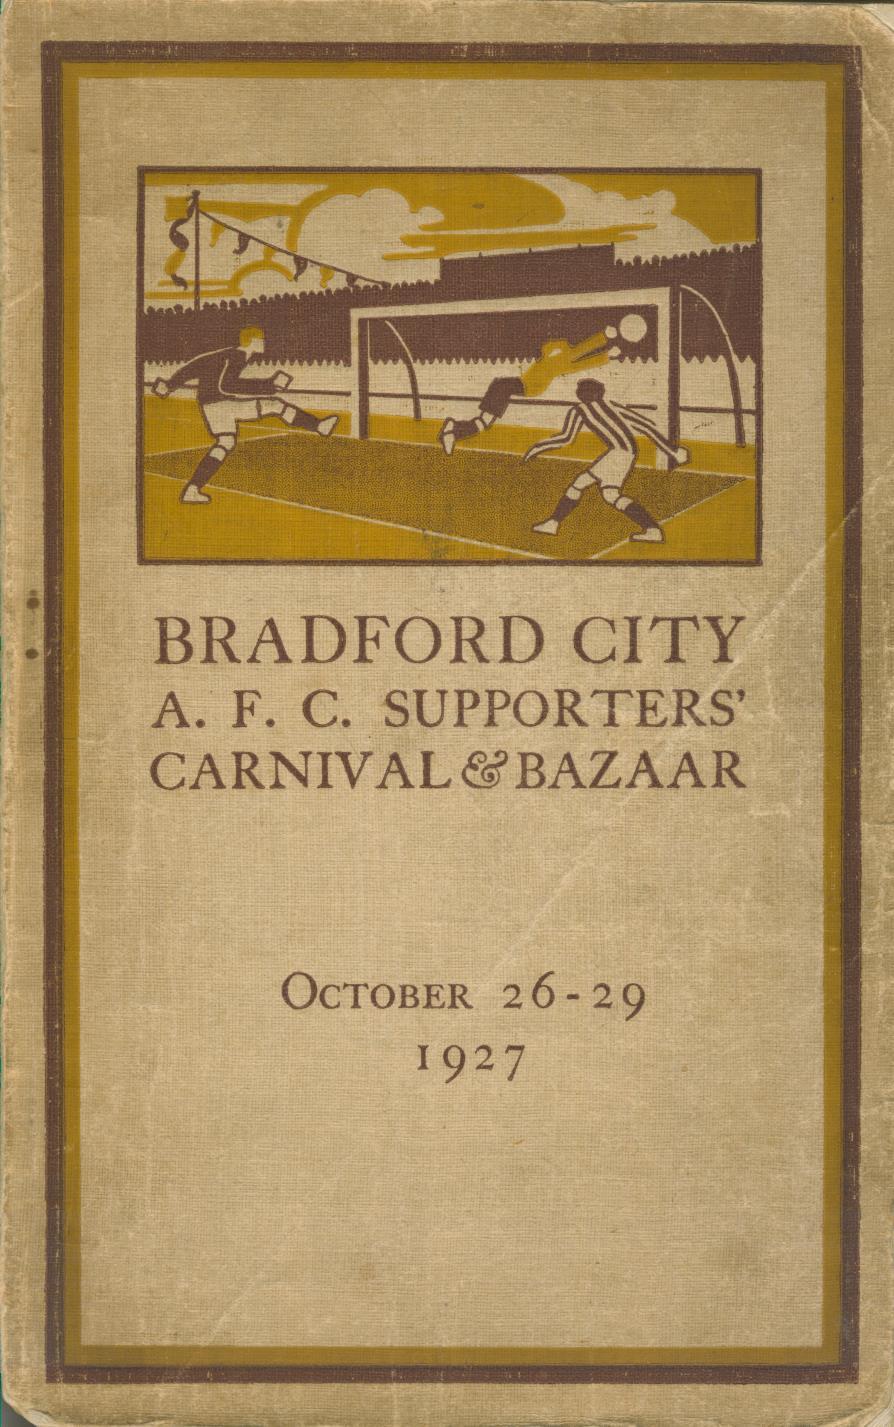 BRADFORD CITY
A. F. C. SUPPORTERS'
CARNIVAL & BAZAAR
OCTOBER 26-29
1927